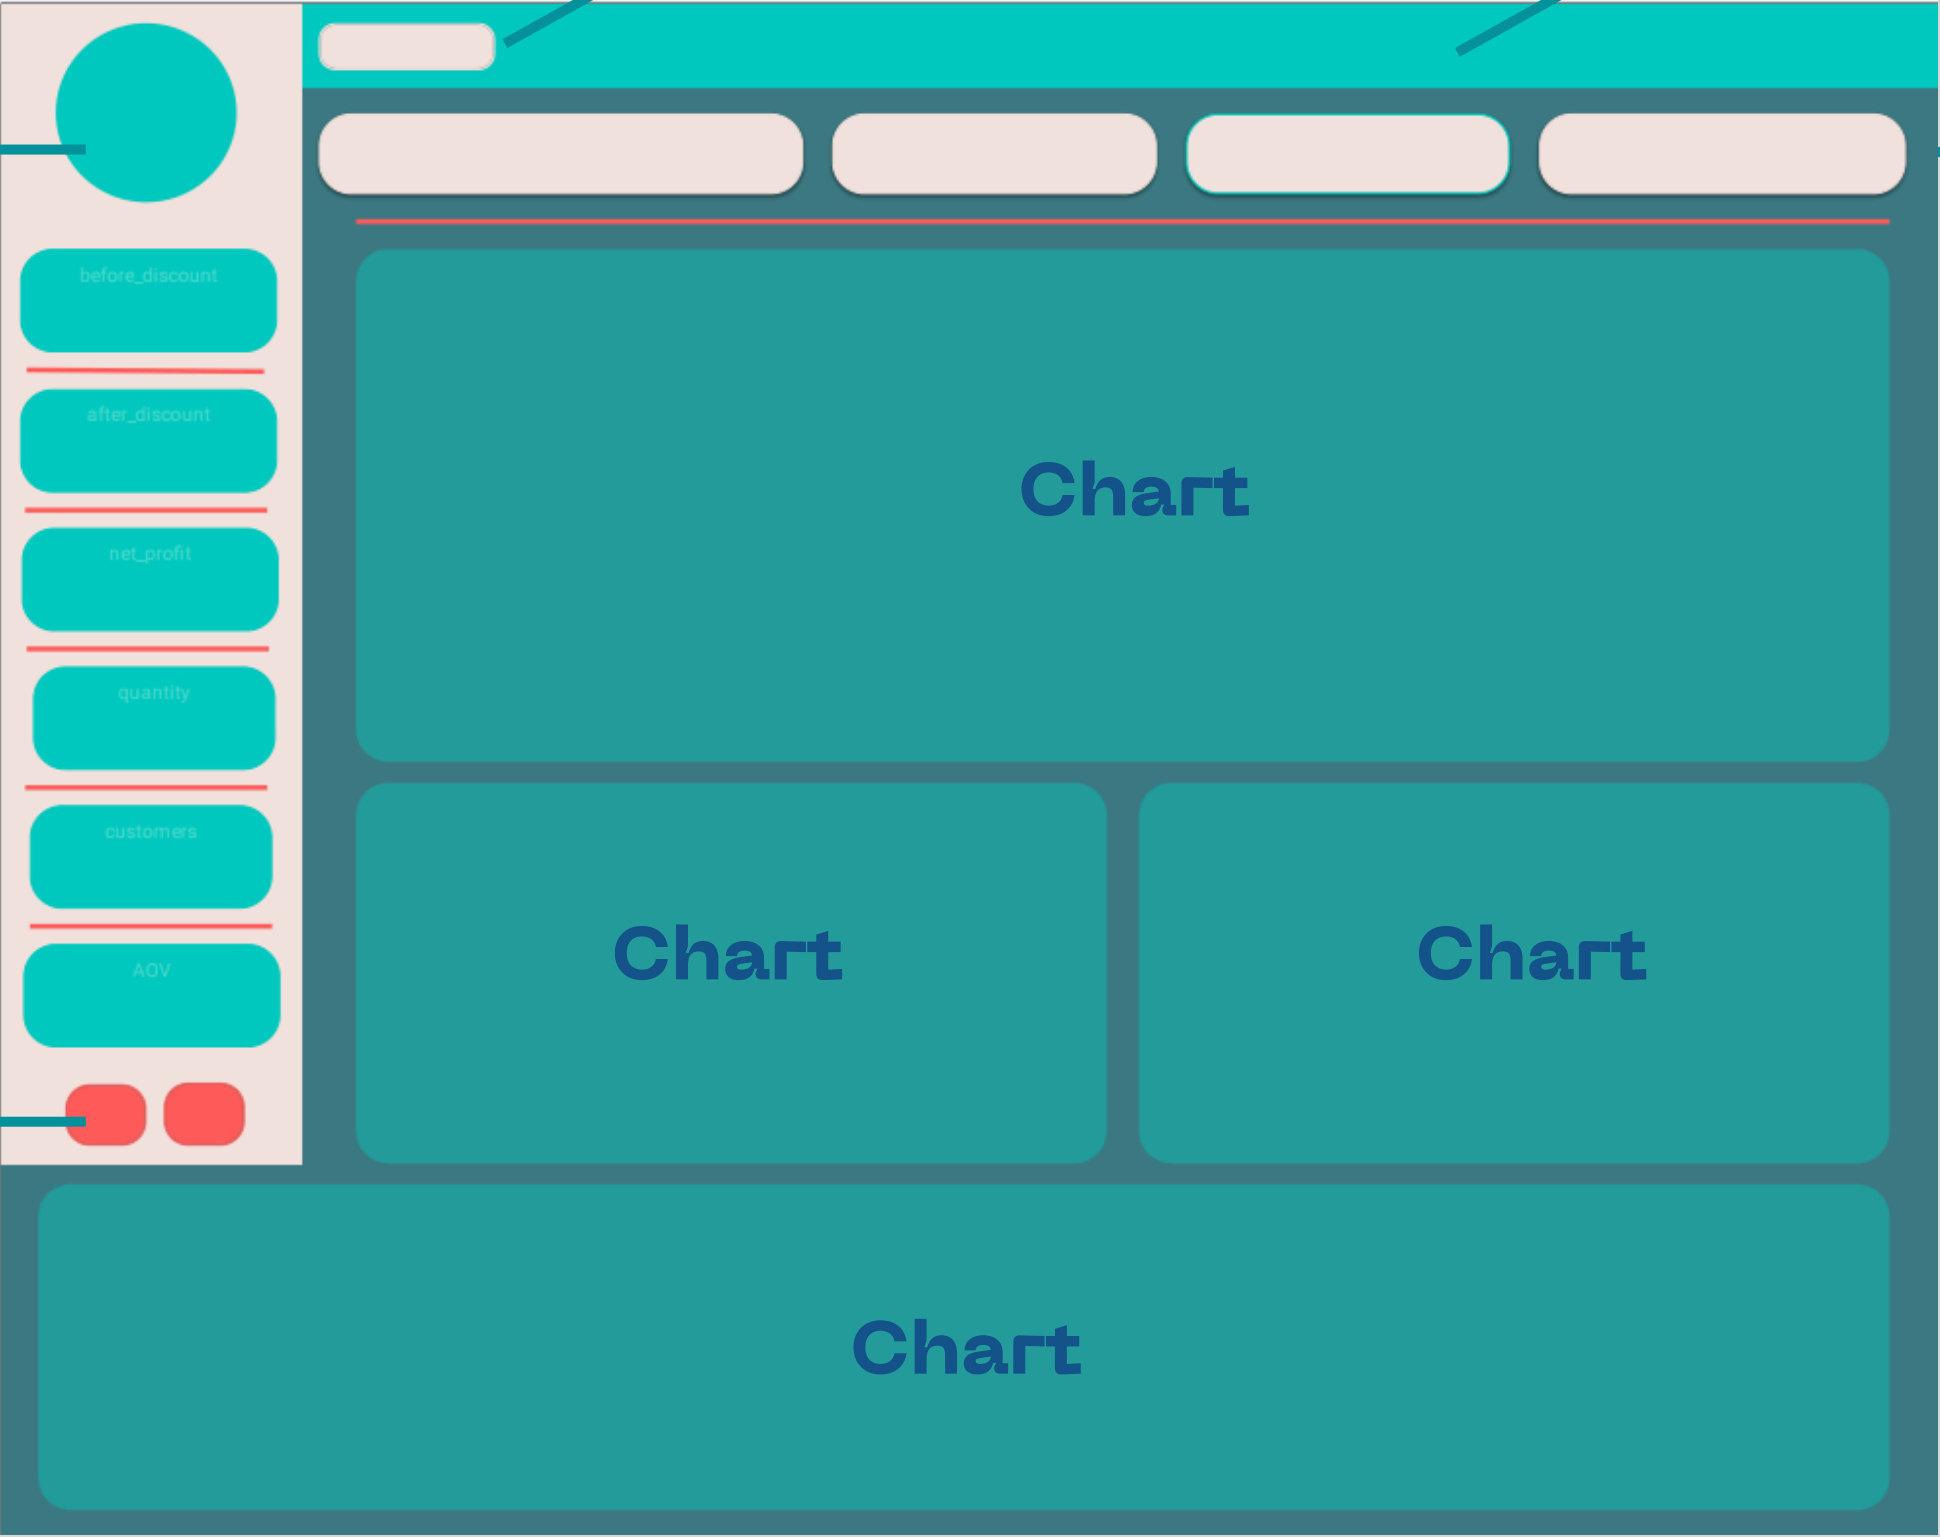 before_discount
after_discount
net_profit
quantity
customers
AOV
Chart
Chart
Chart
Chart